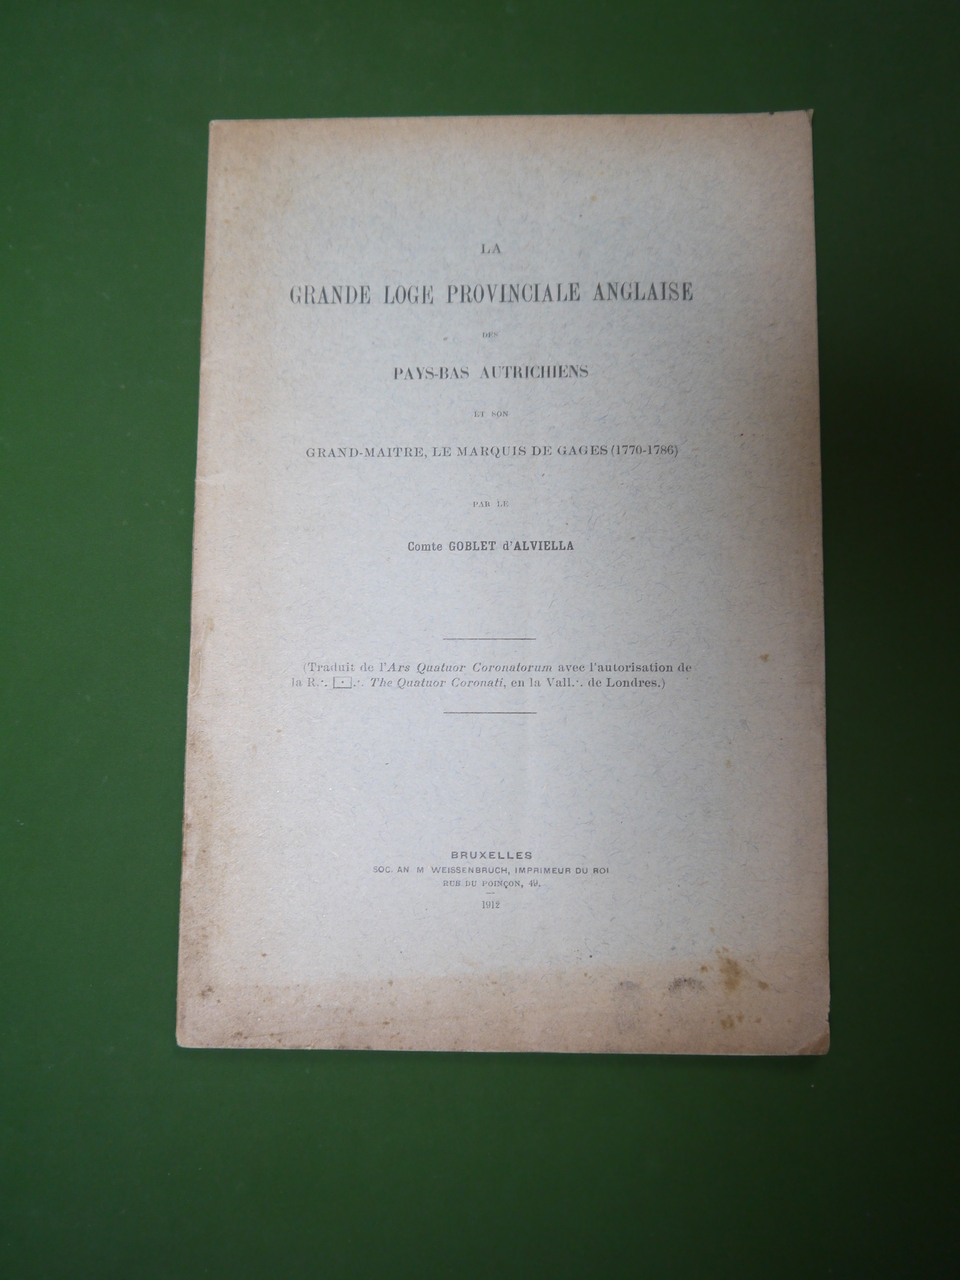 LA
GRANDE LOGE PROVINCIALE ANGLAISE
DES
PAYS-BAS AUTRICHIENS
ET SON
GRAND-MAITRE, LE MARQUIS DE GAGES (1770-1786)
PAR LE
Comte GOBLET d'ALVIELLA
(Traduit de l'Ars Quatuor Coronatorum avec l'autorisation de
la R.∴ [·].∴ The Quatuor Coronati, en la Vall.∴ de Londres.)
BRUXELLES
SOC. AN M WEISSENBRUCH, IMPRIMEUR DU ROI
RUE DU POINÇON, 49.
1912